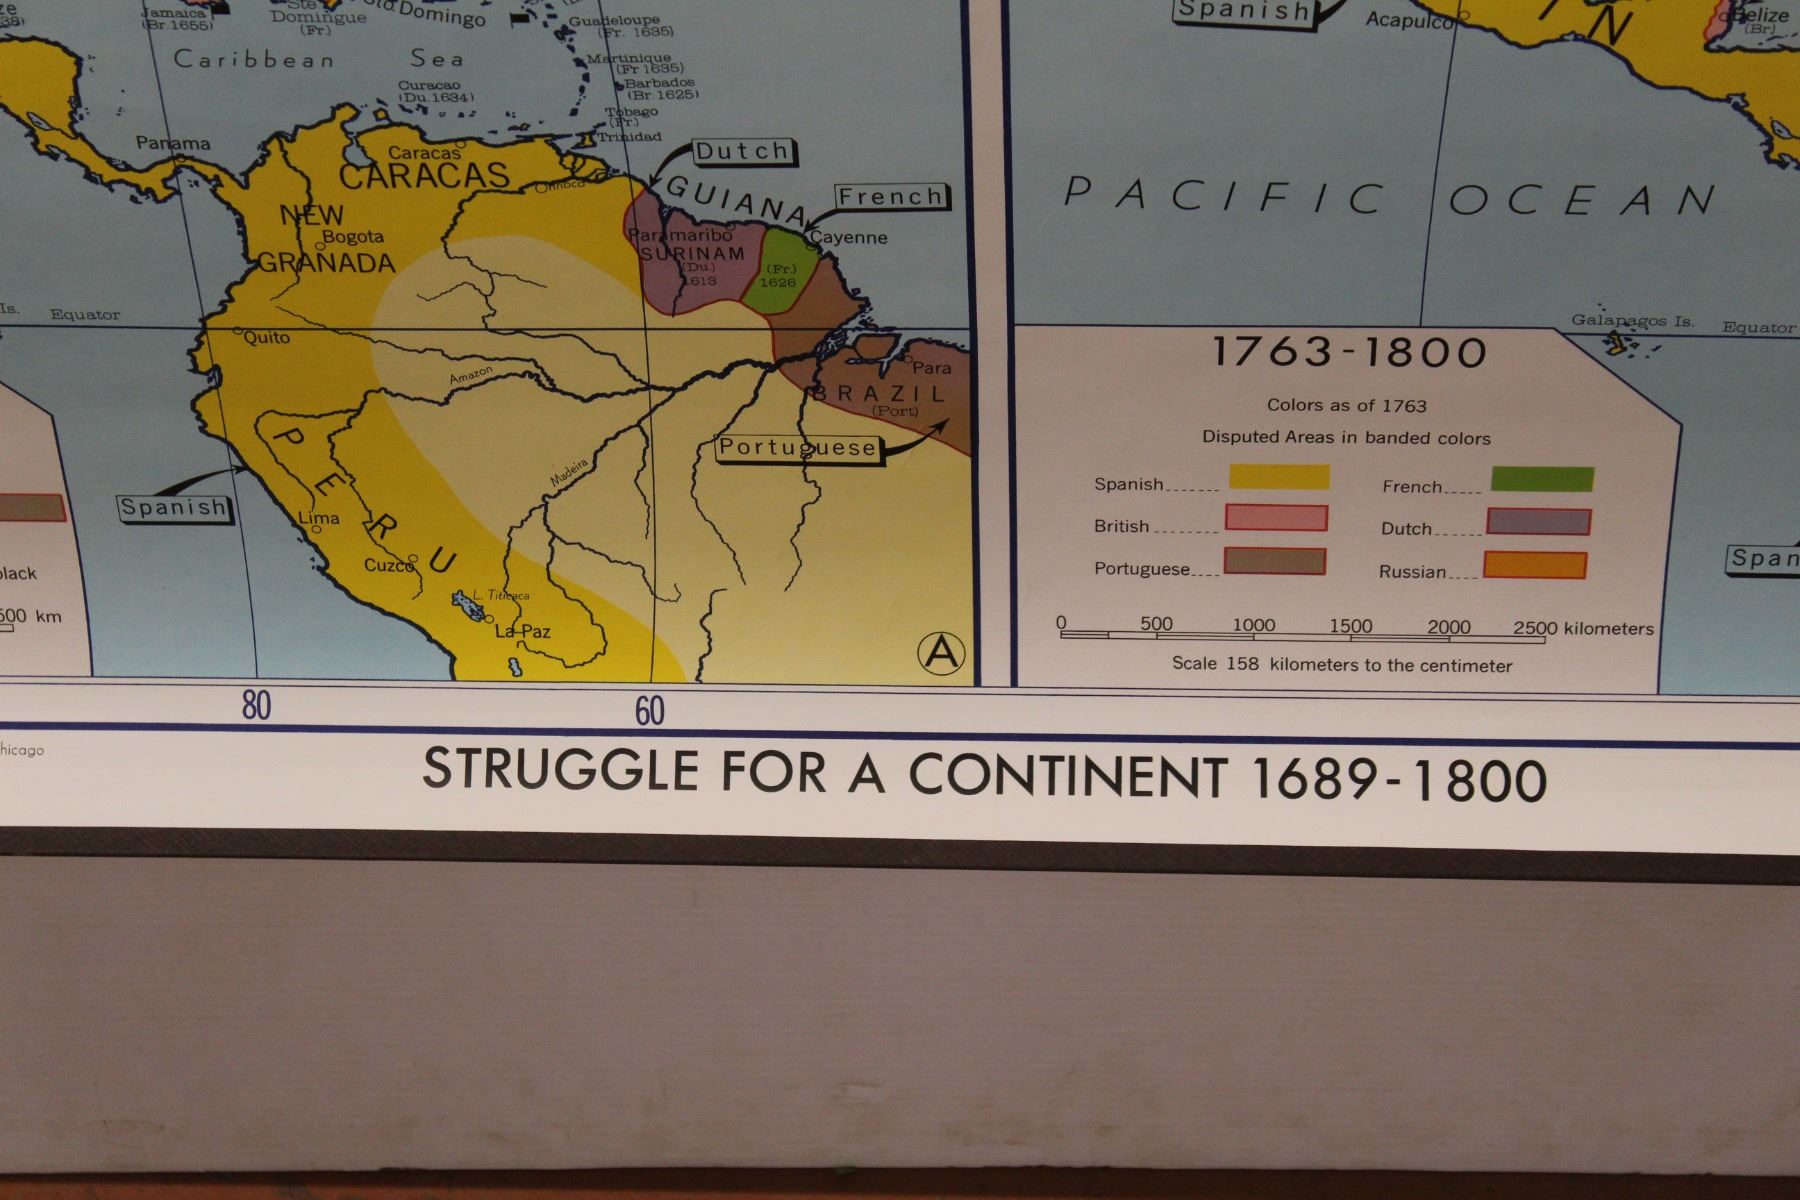 Jamaica
(Br.1655)
Ste.
Domingue
(Fr.)
Sto. Domingo
Guadeloupe
(Fr. 1635)
Caribbean Sea
Martinique
(Fr 1635)
Curacao
(Du.1634)
Barbados
(Br.1625)
Tobago
(Fr.)
Trinidad
Panama
Caracas
CARACAS
Orinoco
Dutch
GUIANA
French
NEW
GRANADA
Bogota
Paramaribo
SURINAM
(Du.)
1613
(Fr.)
1626
Cayenne
Is.
Equator
Quito
Amazon
Para
BRAZIL
(Port)
Portuguese
Madeira
PERU
Spanish
Lima
Cuzco
L. Titicaca
La Paz
A
black
500 km
80
60
Spanish
Acapulco
IN
Belize
(Br)
PACIFIC OCEAN
Galapagos Is.
Equator
1763-1800
Colors as of 1763
Disputed Areas in banded colors
Spanish
French
British
Dutch
Portuguese
Russian
0 500 1000 1500 2000 2500 kilometers
Scale 158 kilometers to the centimeter
Span
hicago
STRUGGLE FOR A CONTINENT 1689-1800